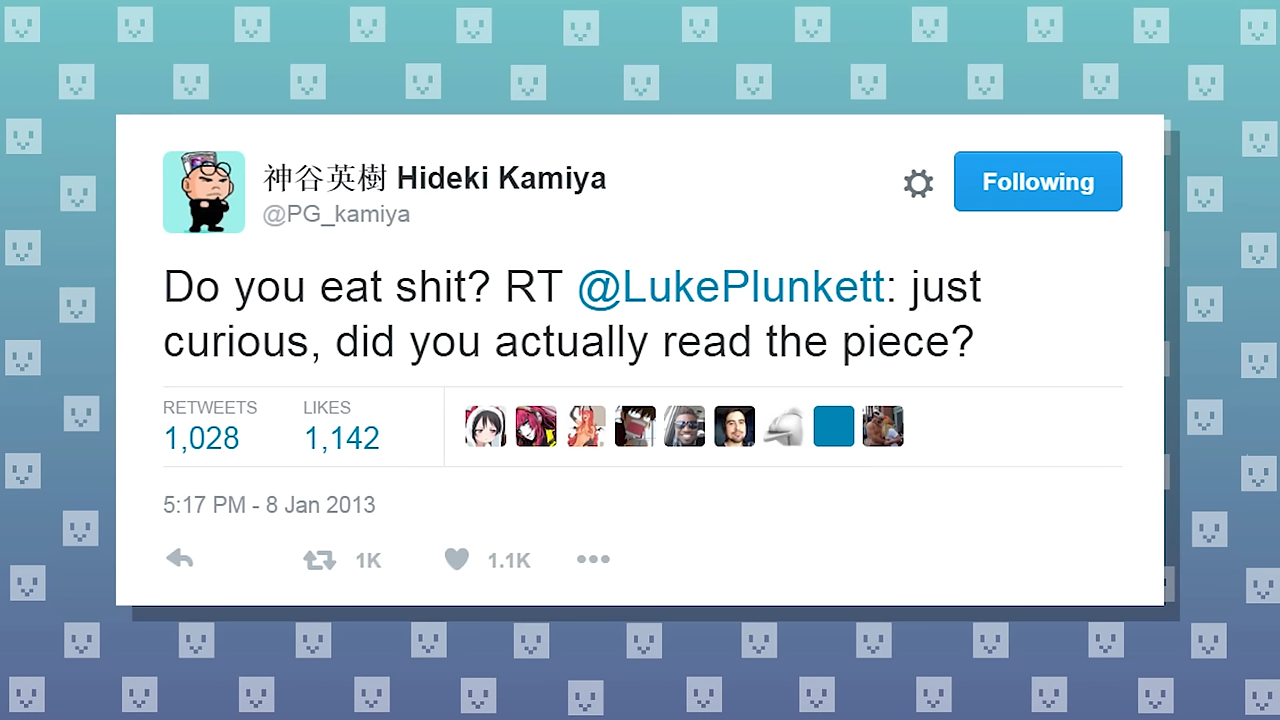 神谷英樹 Hideki Kamiya
@PG_kamiya
Following
Do you eat shit? RT @LukePlunkett: just
curious, did you actually read the piece?
RETWEETS LIKES
1,028 1,142
5:17 PM - 8 Jan 2013
1K 1.1K